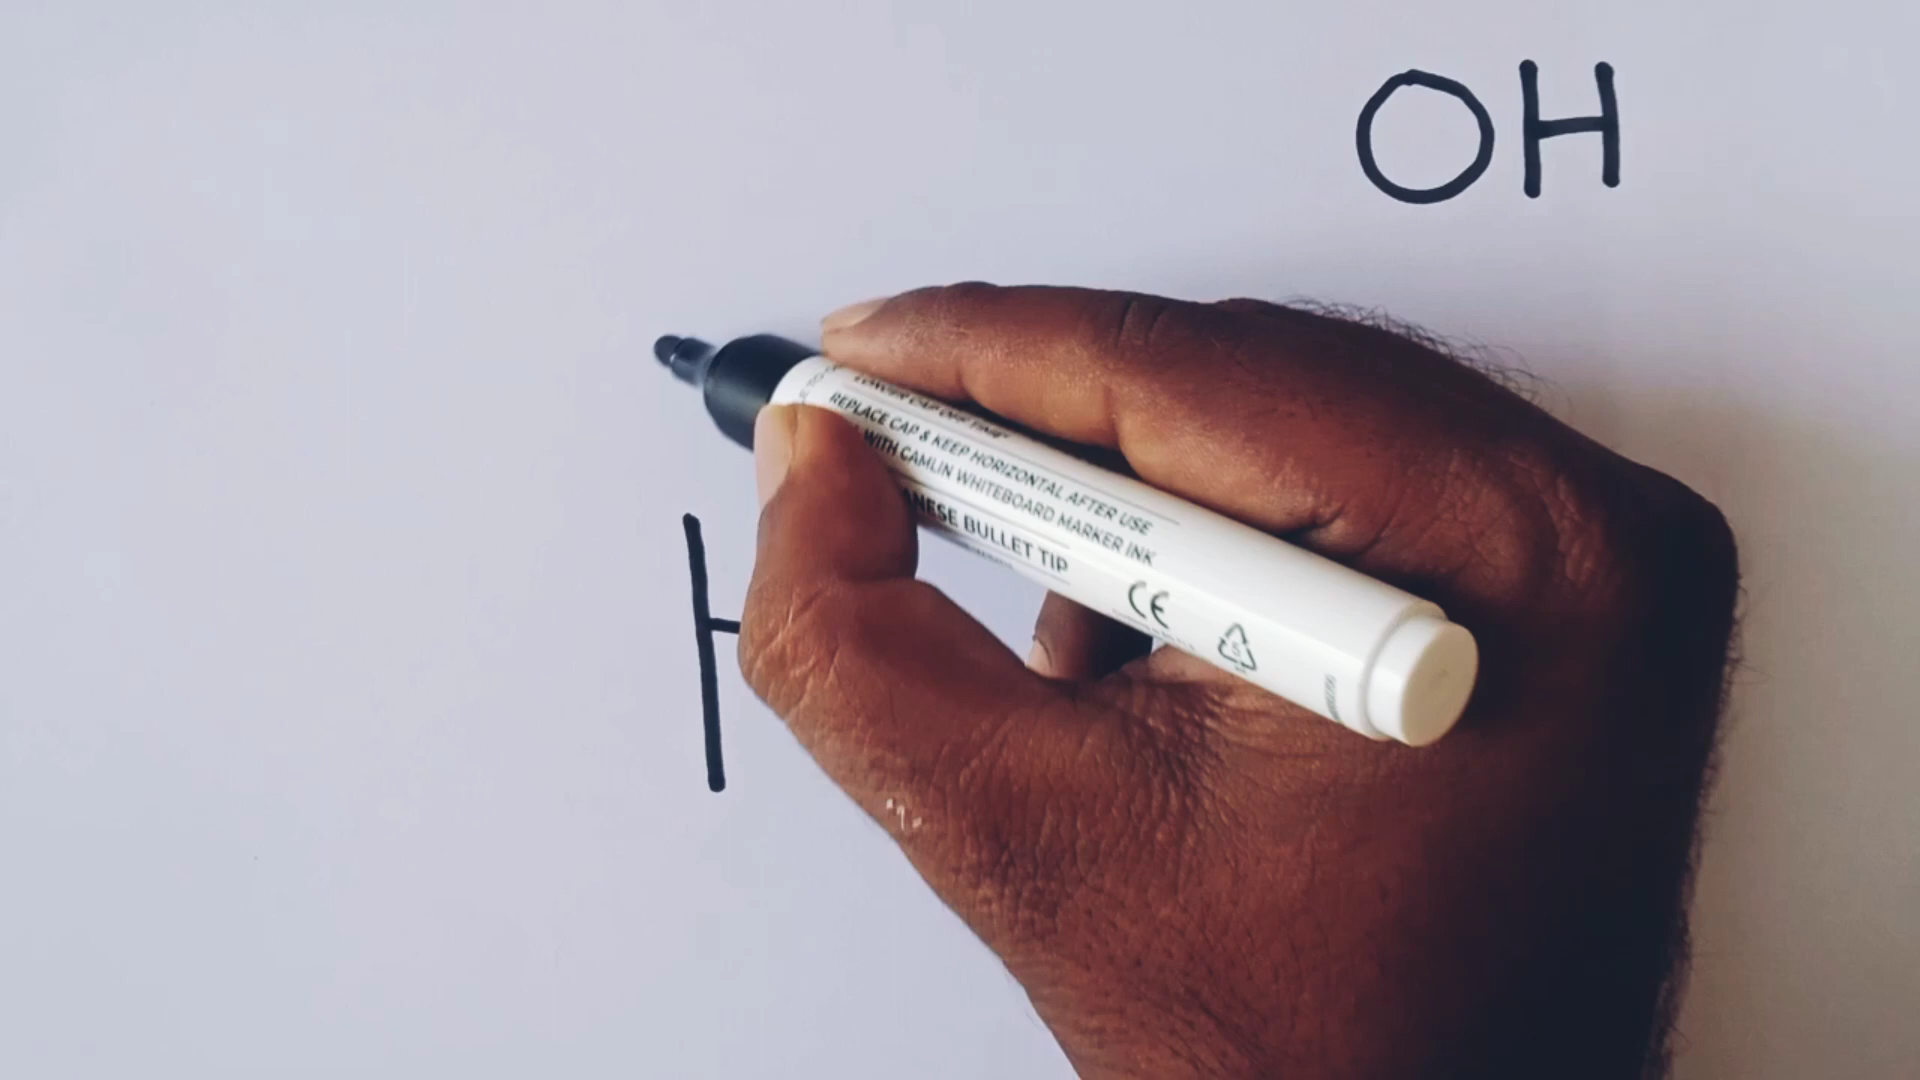 OH
REPLACE CAP & KEEP HORIZONTAL AFTER USE
WITH CAMLIN WHITEBOARD MARKER INK
BULLET TIP
CE
H